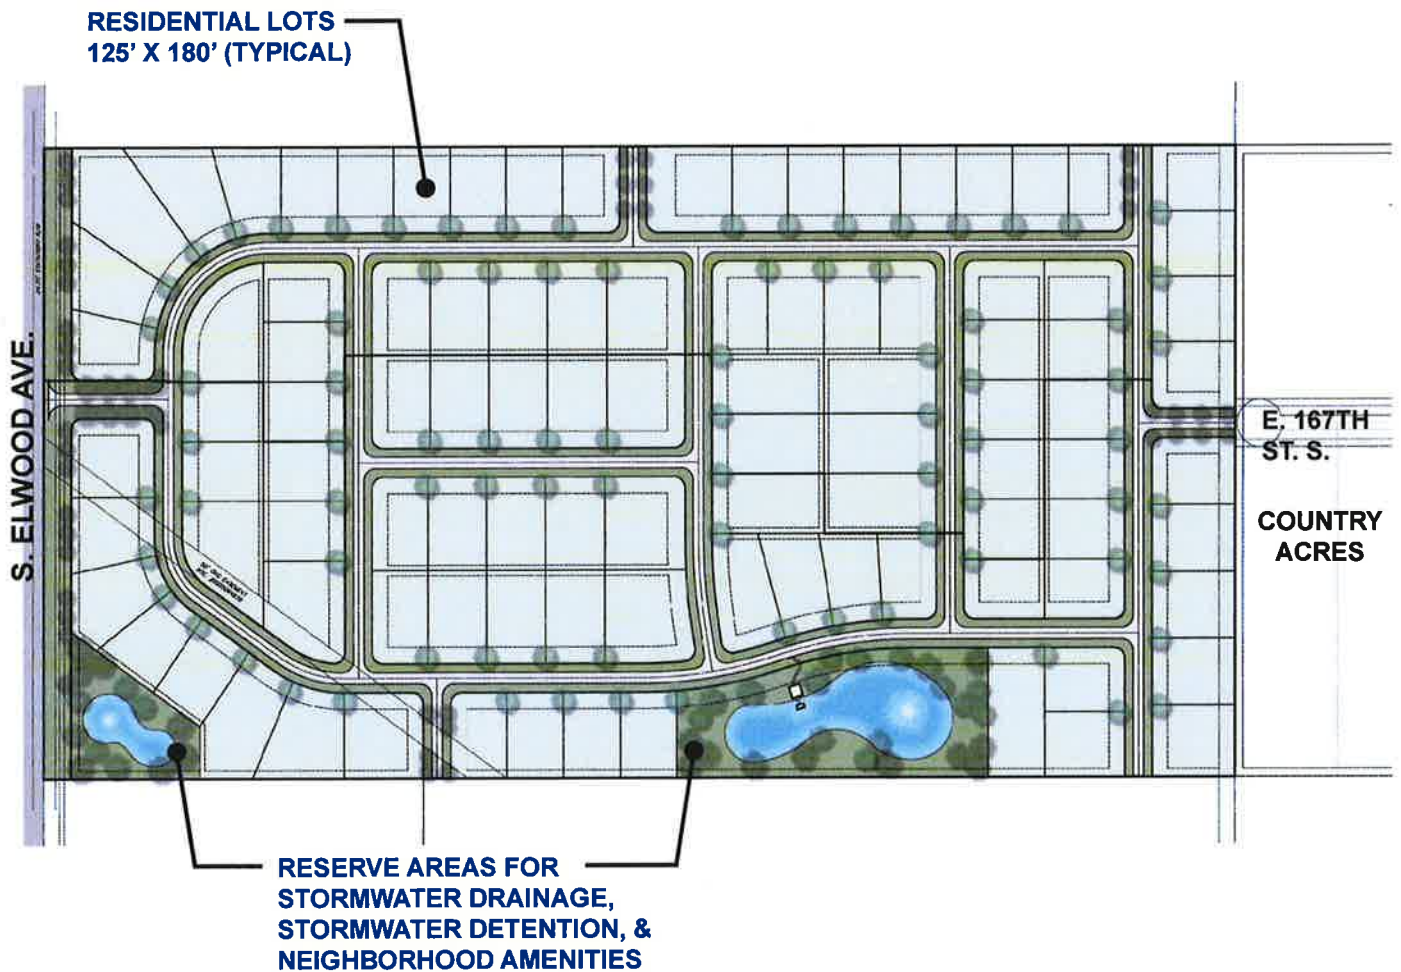 RESIDENTIAL LOTS
125' X 180' (TYPICAL)
S. ELWOOD AVE.
E. 167TH
ST. S.
COUNTRY
ACRES
RESERVE AREAS FOR
STORMWATER DRAINAGE,
STORMWATER DETENTION, &
NEIGHBORHOOD AMENITIES